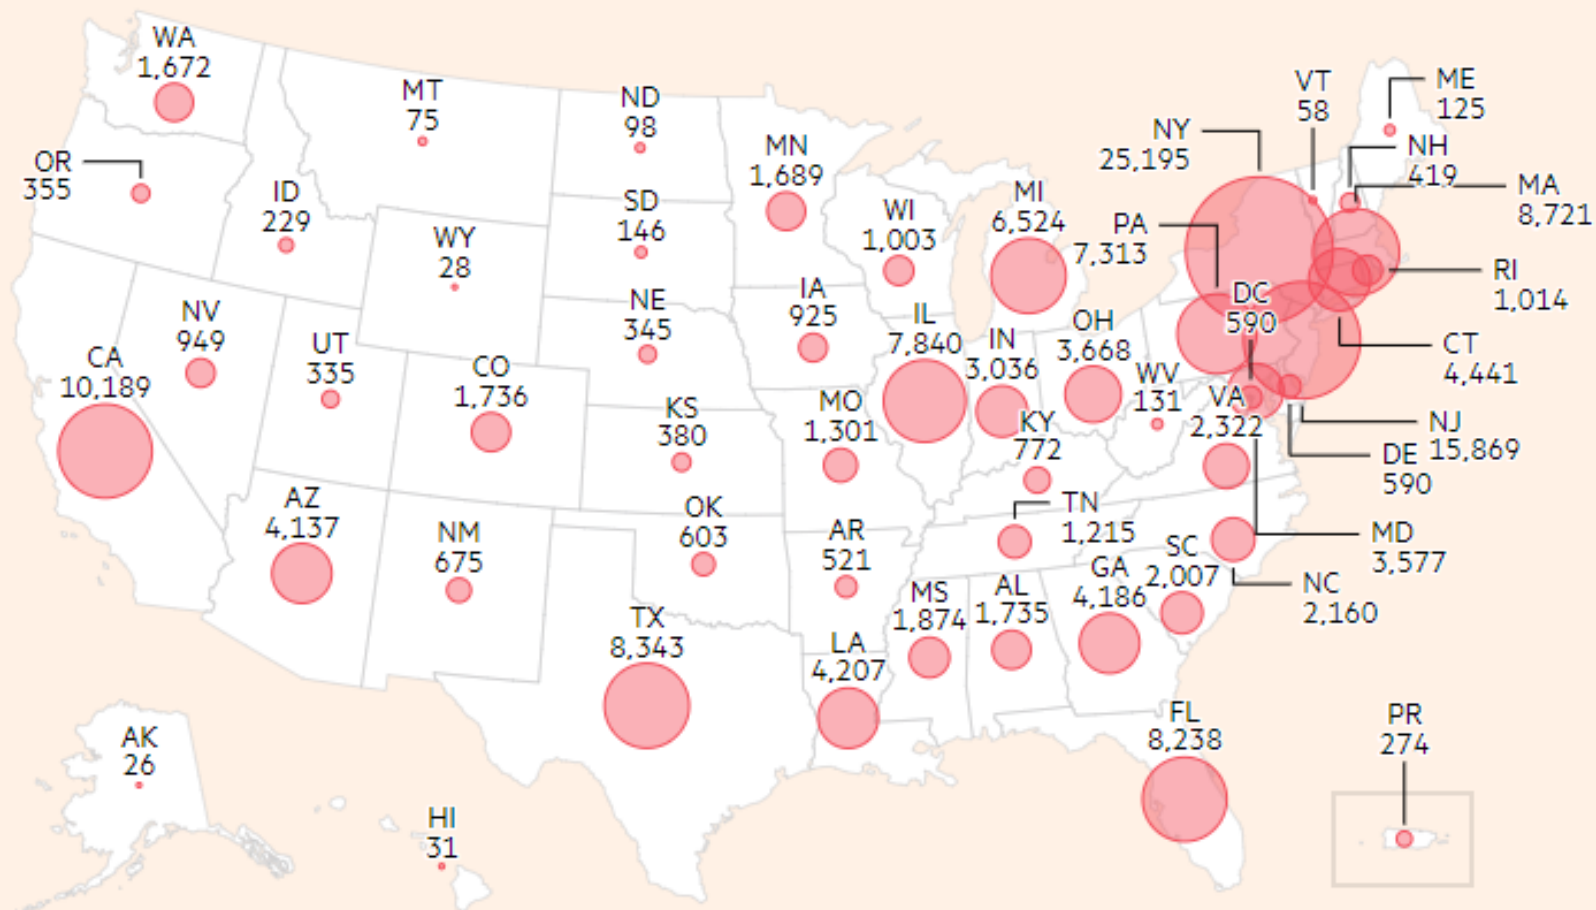 WA
1,672
MT
75
ND
98
OR
355
ID
229
MN
1,689
SD
146
WY
28
WI
1,003
MI
6,524
NY
25,195
VT
58
ME
125
NH
419
MA
8,721
PA
7,313
RI
1,014
NV
949
UT
335
NE
345
IA
925
IL
7,840
IN
3,036
OH
3,668
DC
590
CT
4,441
CA
10,189
CO
1,736
KS
380
MO
1,301
KY
772
WV
131
VA
2,322
NJ
15,869
DE
590
AZ
4,137
NM
675
OK
603
AR
521
TN
1,215
MD
3,577
NC
2,160
SC
2,007
GA
4,186
AL
1,735
MS
1,874
TX
8,343
LA
4,207
FL
8,238
PR
274
AK
26
HI
31